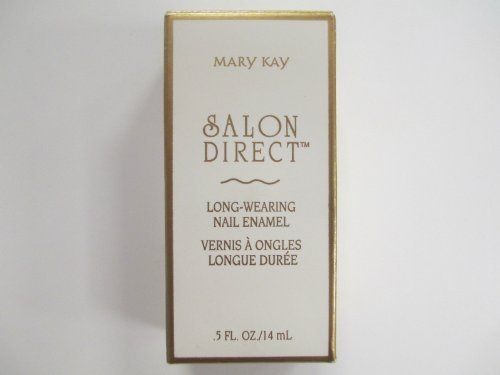 MARY KAY
SALON
DIRECT™
LONG-WEARING
NAIL ENAMEL
VERNIS À ONGLES
LONGUE DURÉE
.5 FL. OZ./14 mL